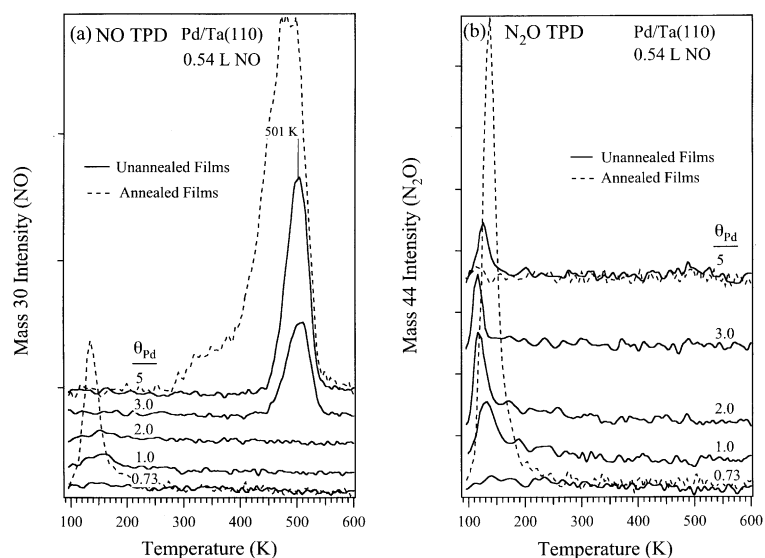 (a) NO TPD Pd/Ta(110)
0.54 L NO
501 K
Unannealed Films
Annealed Films
θPd
5
3.0
2.0
1.0
0.73
Mass 30 Intensity (NO)
100 200 300 400 500 600
Temperature (K)
(b) N₂O TPD Pd/Ta(110)
0.54 L NO
Unannealed Films
Annealed Films
θPd
5
3.0
2.0
1.0
0.73
Mass 44 Intensity (N₂O)
100 200 300 400 500 600
Temperature (K)